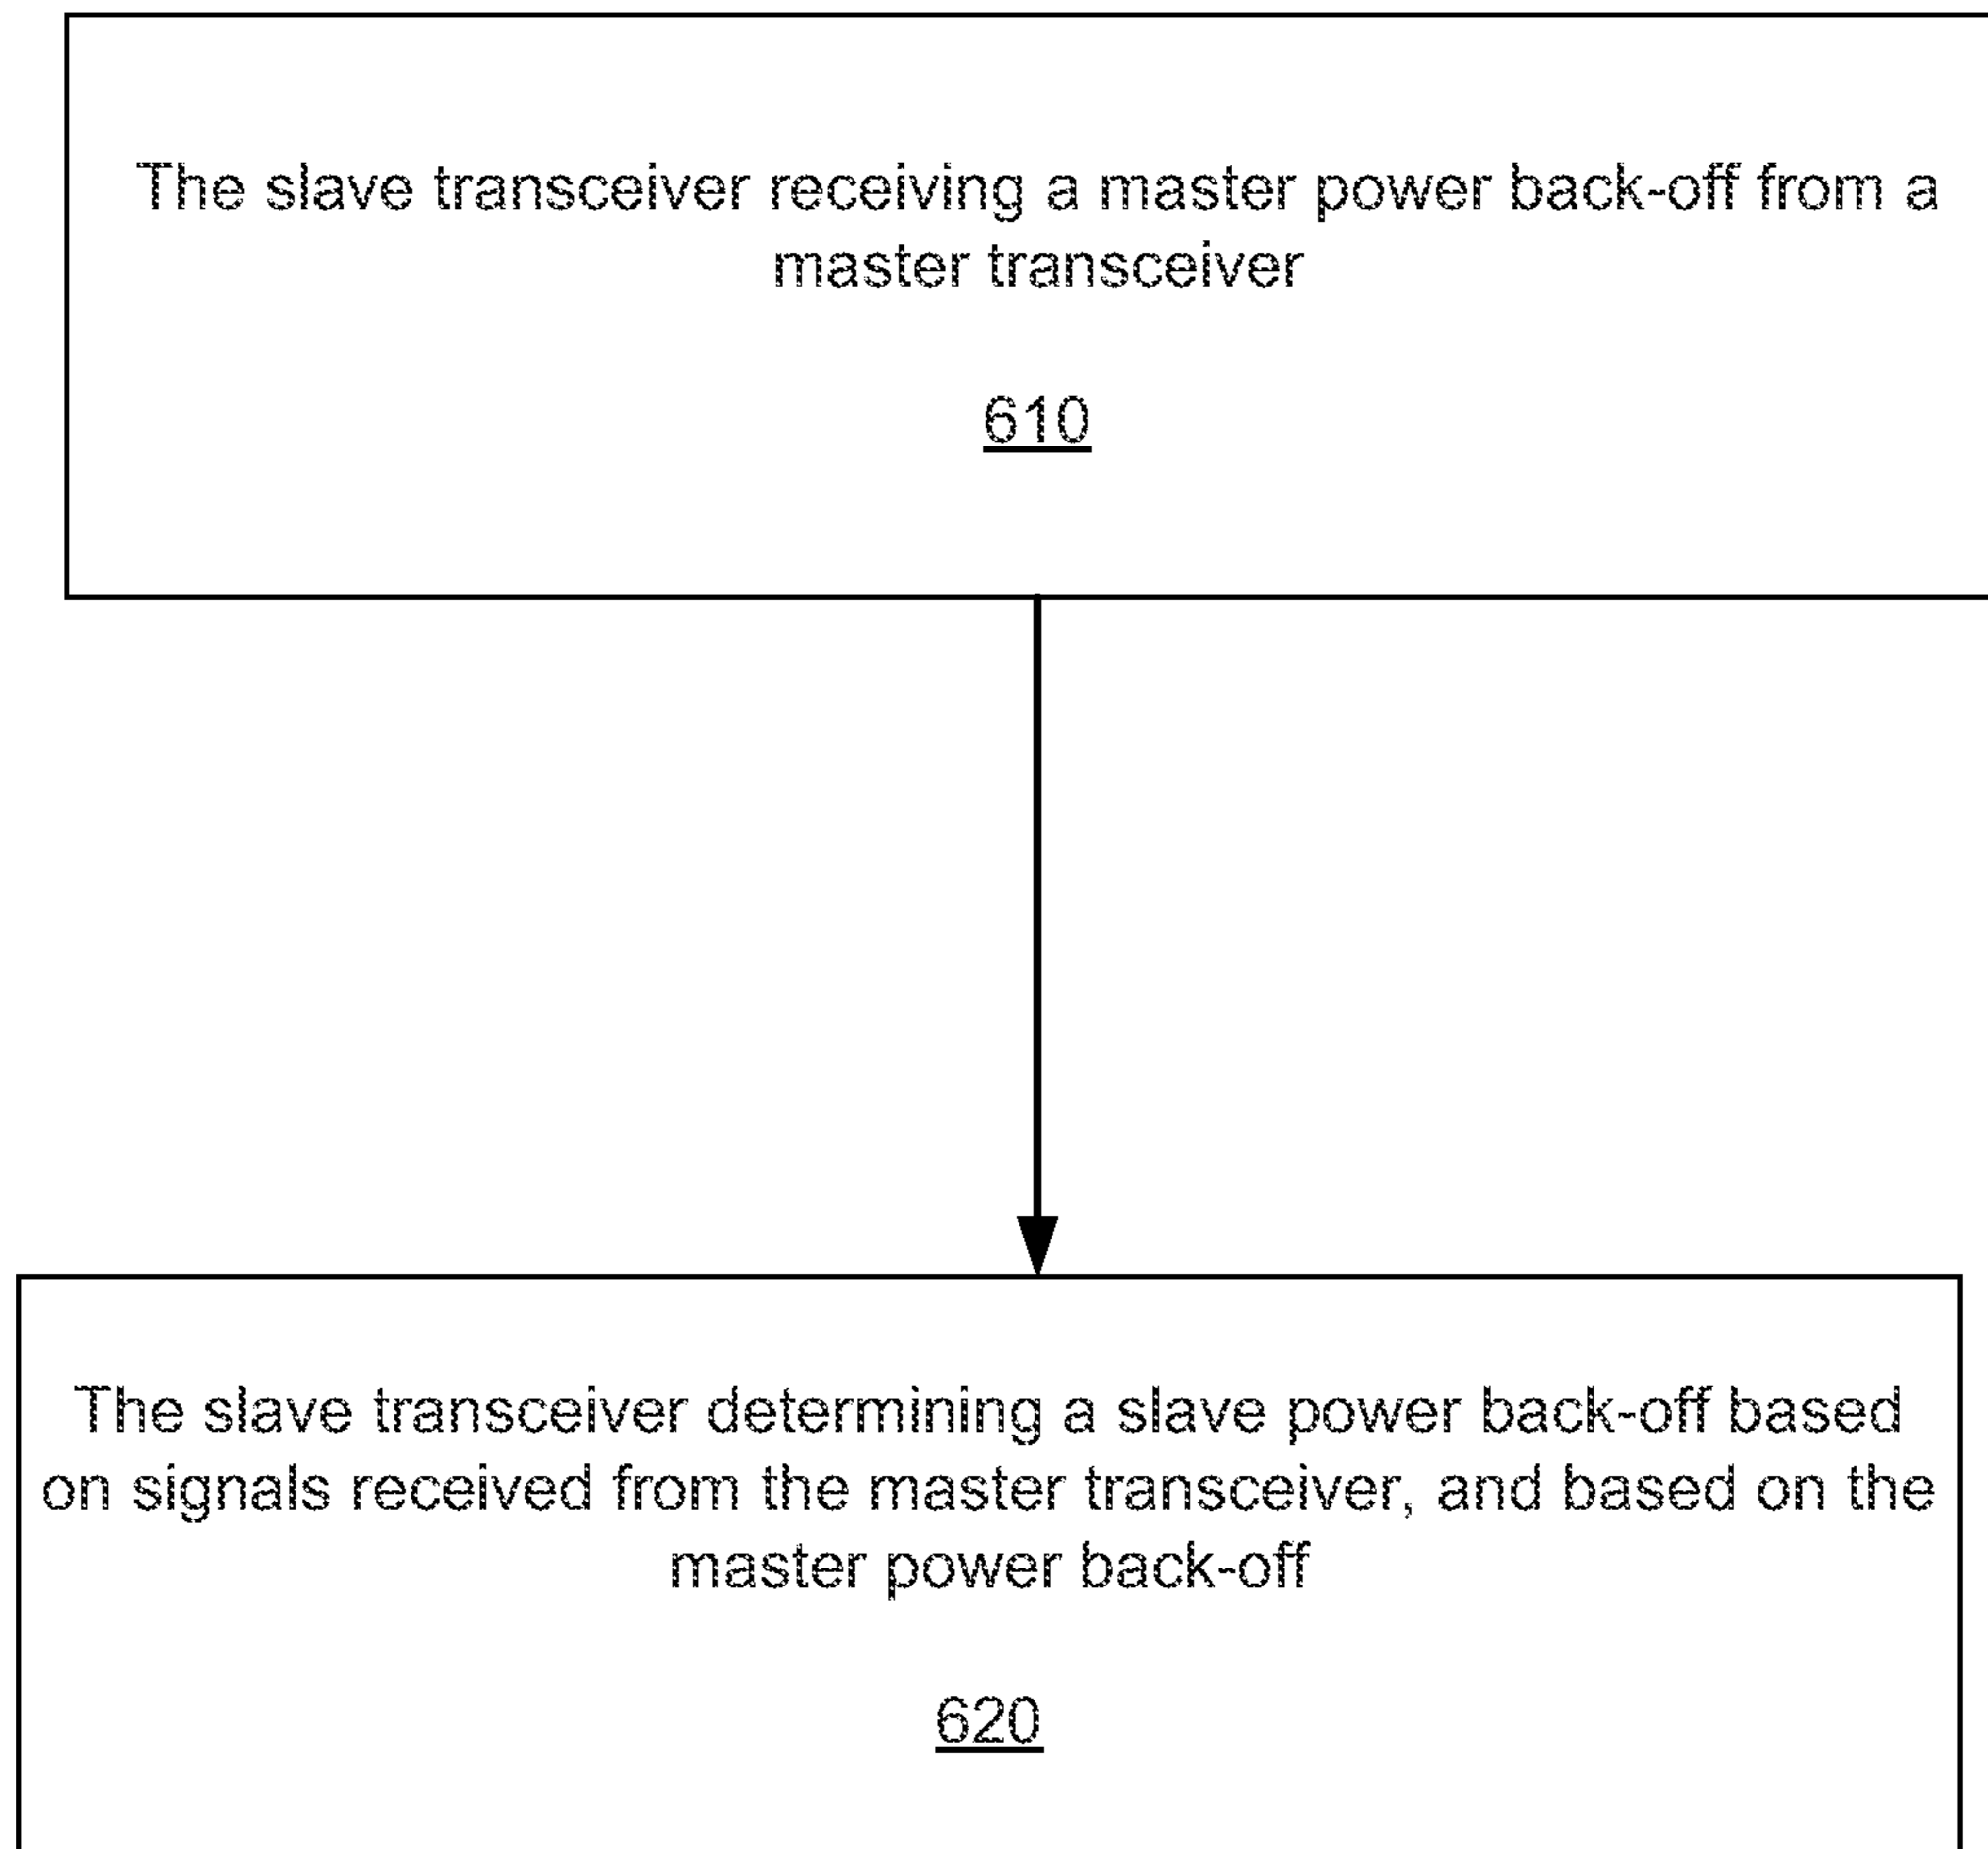 The slave transceiver receiving a master power back-off from a
master transceiver
610
The slave transceiver determining a slave power back-off based
on signals received from the master transceiver, and based on the
master power back-off
620